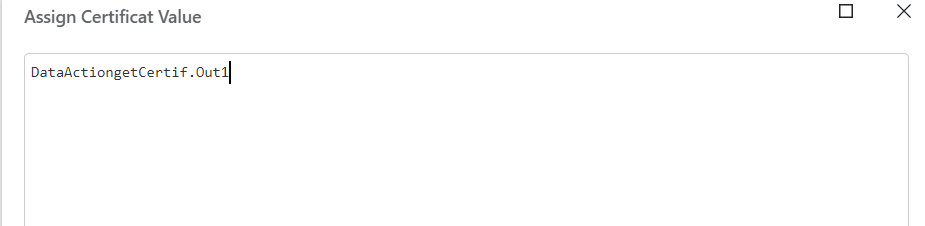 Assign Certificat Value
DataActiongetCertif.Out1